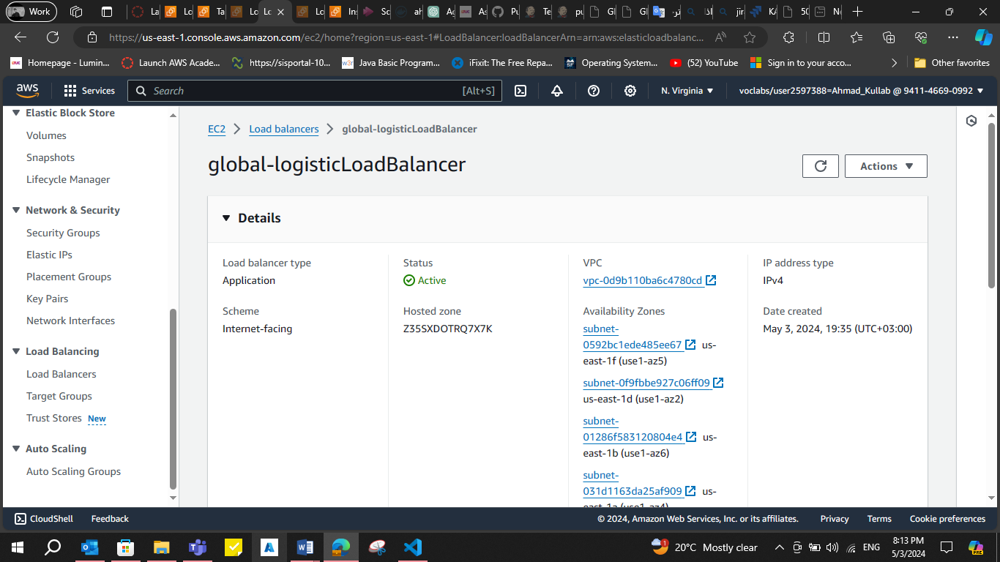 Work
La
Lo
Ta
Lo
Lo
Lo
Ins
Sc
ah
Ag
As
Pu
Te
pu
Gl
Gl
jir
KA
50
Ne
https://us-east-1.console.aws.amazon.com/ec2/home?region=us-east-1#LoadBalancer:loadBalancerArn=arn:aws:elasticloadbalanc...
Homepage - Lumin...
Launch AWS Acade...
https://sisportal-10...
Java Basic Program...
iFixit: The Free Repa...
Operating System...
(52) YouTube
Sign in to your acco...
Other favorites
aws
Services
Search
[Alt+S]
N. Virginia
voclabs/user2597388=Ahmad_Kullab @ 9411-4669-0992
Elastic Block Store
Volumes
Snapshots
Lifecycle Manager
Network & Security
Security Groups
Elastic IPs
Placement Groups
Key Pairs
Network Interfaces
Load Balancing
Load Balancers
Target Groups
Trust Stores New
Auto Scaling
Auto Scaling Groups
EC2 > Load balancers > global-logisticLoadBalancer
global-logisticLoadBalancer
Actions
Details
Load balancer type
Application
Scheme
Internet-facing
Status
Active
Hosted zone
Z35SXDOTRQ7X7K
VPC
vpc-0d9b110ba6c4780cd
Availability Zones
subnet-
0592bc1ede485ee67 us-
east-1f (use1-az5)
subnet-0f9fbbe927c06ff09
us-east-1d (use1-az2)
subnet-
01286f583120804e4 us-
east-1b (use1-az6)
subnet-
031d1163da25af909 us-
east-1a (use1-az4)
IP address type
IPv4
Date created
May 3, 2024, 19:35 (UTC+03:00)
CloudShell
Feedback
© 2024, Amazon Web Services, Inc. or its affiliates.
Privacy
Terms
Cookie preferences
20°C Mostly clear
ENG
8:13 PM
5/3/2024